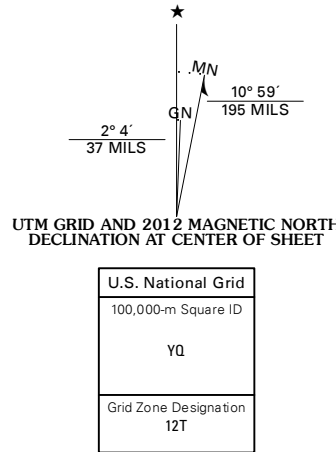 ★
MN
GN
10° 59´
195 MILS
2° 4´
37 MILS
UTM GRID AND 2012 MAGNETIC NORTH
DECLINATION AT CENTER OF SHEET
U.S. National Grid
100,000-m Square ID
YQ
Grid Zone Designation
12T